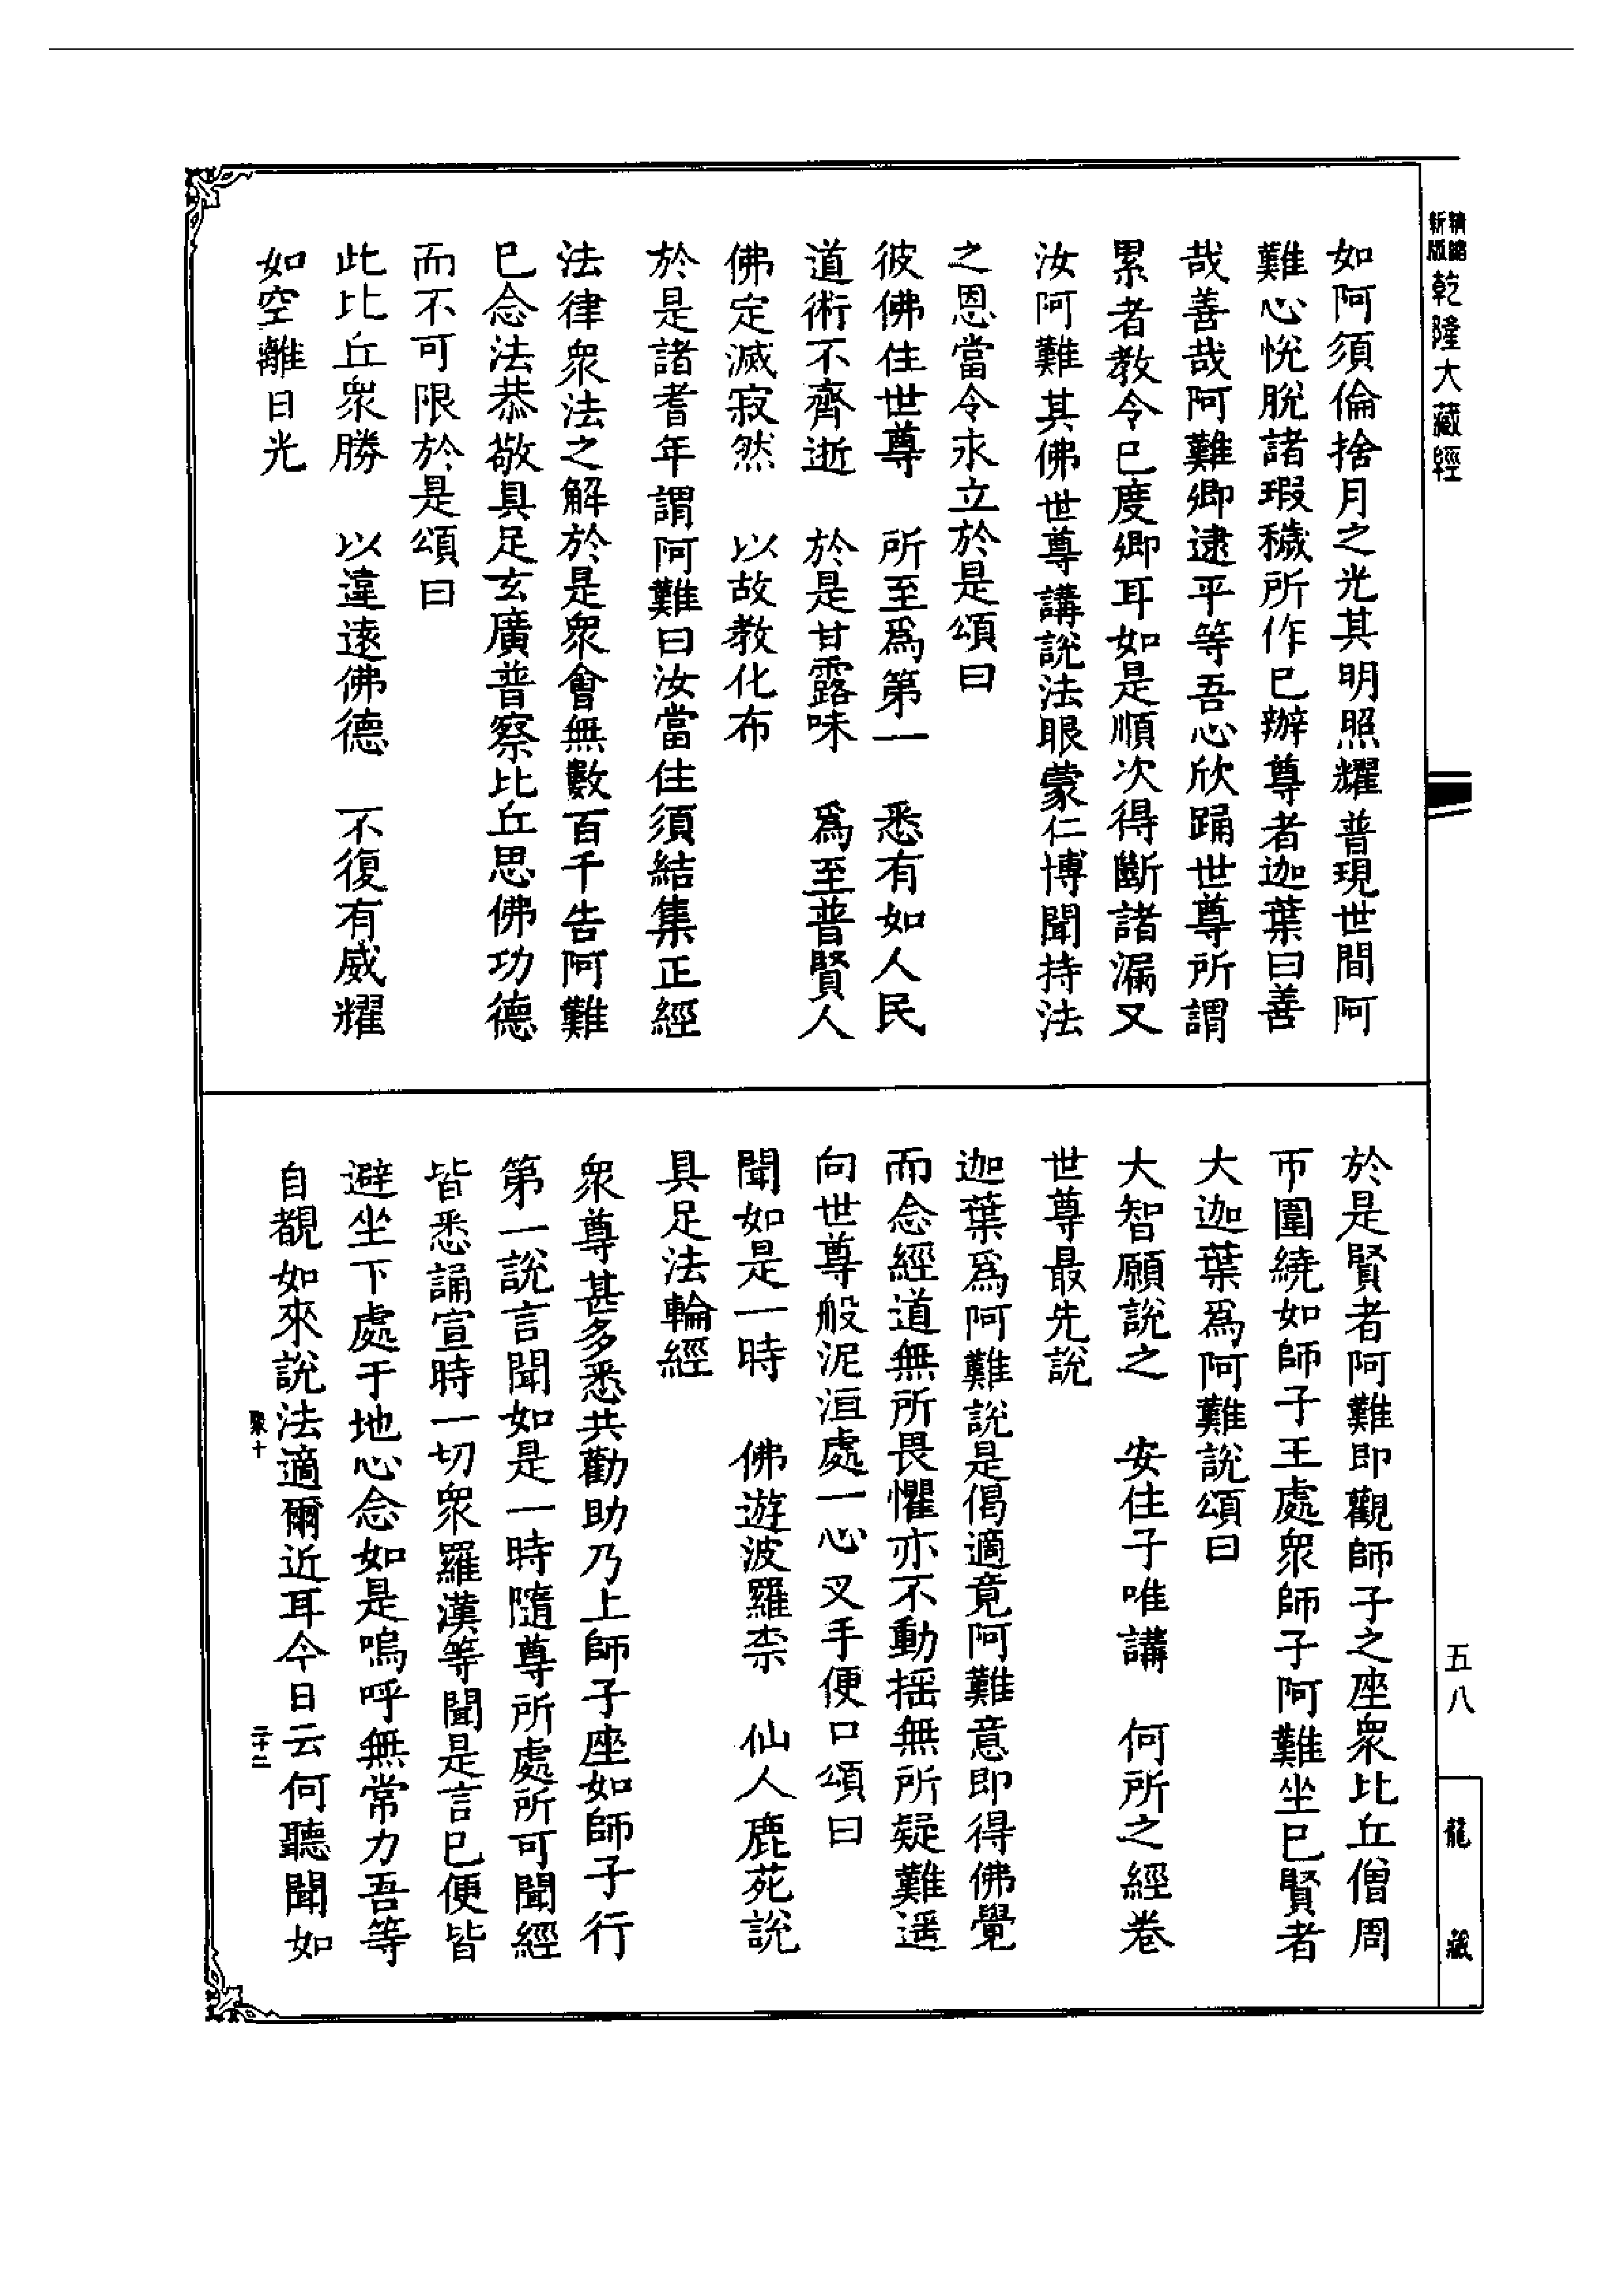 精縮
新版
乾隆大藏經
如阿須倫捨月之光其明照耀普現世間阿
難心悅脫諸瑕穢所作已辦尊者迦葉曰善
哉善哉阿難卿逮平等吾心欣踊世尊所謂
累者教令已度卿耳如是順次得斷諸漏又
汝阿難其佛世尊講說法眼蒙仁博聞持法
之恩當令永立於是頌曰
彼佛住世尊　所至為第一　悉有如人民
道術不齊逝　於是甘露味　為至普賢人
佛定滅寂然　以故教化布
於是諸耆年謂阿難曰汝當住須結集正經
法律眾法之解於是眾會無數百千告阿難
已念法恭敬具足玄廣普察比丘思佛功德
而不可限於是頌曰
此比丘眾勝　以違遠佛德　不復有威耀
如空離日光
於是賢者阿難即觀師子之座眾比丘僧周
帀圍繞如師子王處眾師子阿難坐已賢者
大迦葉為阿難說頌曰
大智願說之　安住子唯講　何所之經卷
世尊最先說
迦葉為阿難說是偈適竟阿難意即得佛覺
而念經道無所畏懼亦不動搖無所疑難遥
向世尊般泥洹處一心叉手便口頌曰
聞如是一時　佛遊波羅柰　仙人鹿苑說
具足法輪經
眾尊甚多悉共勸助乃上師子座如師子行
第一說言聞如是一時隨尊所處所可聞經
皆悉誦宣時一切眾羅漢等聞是言已便皆
避坐下處于地心念如是嗚呼無常力吾等
自覩如來說法適爾近耳今日云何聽聞如
聚十
二十二
五八
龍藏